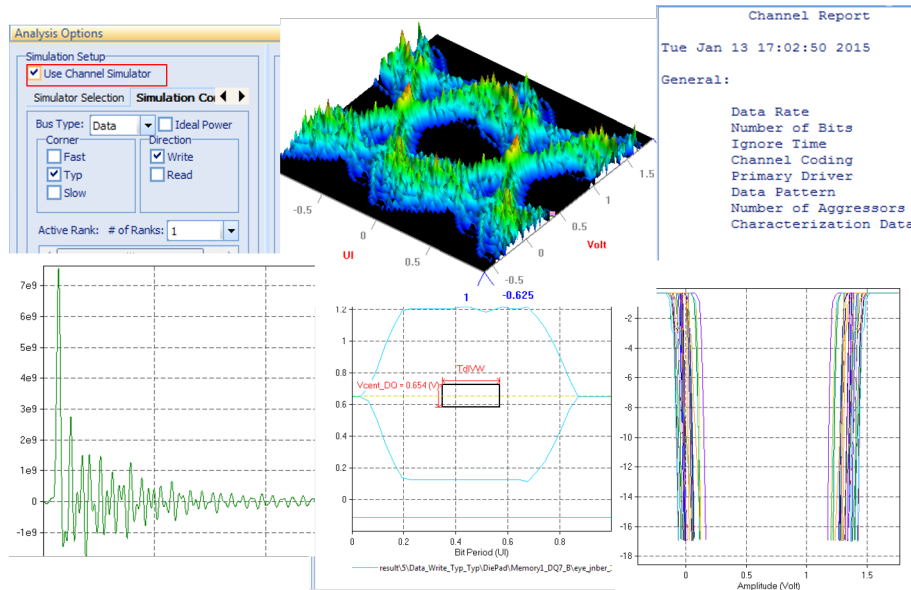 Analysis Options
Simulation Setup
Use Channel Simulator
Simulator Selection
Simulation Co
Bus Type: Data
Ideal Power
Corner
Direction
Fast
Write
Typ
Read
Slow
Active Rank: # of Ranks: 1
-0.5
0
0.5
UI
1
1.5
1
0.5
0
-0.5
Volt
-0.625
Channel Report
Tue Jan 13 17:02:50 2015
General:
Data Rate
Number of Bits
Ignore Time
Channel Coding
Primary Driver
Data Pattern
Number of Aggressors
Characterization Data
7e9
6e9
5e9
4e9
3e9
2e9
1e9
0
-1e9
1.2
1
0.8
0.6
0.4
0.2
0
TdIVW
Vcent_DQ = 0.654 (V)
0 0.2 0.4 0.6 0.8
Bit Period (UI)
result\5\Data_Write_Typ_Typ\DiePad\Memory1_DQ7_B\eye_jnber_
-2
-4
-6
-8
-10
-12
-14
-16
-18
0 0.5 1 1.5
Amplitude (Volt)